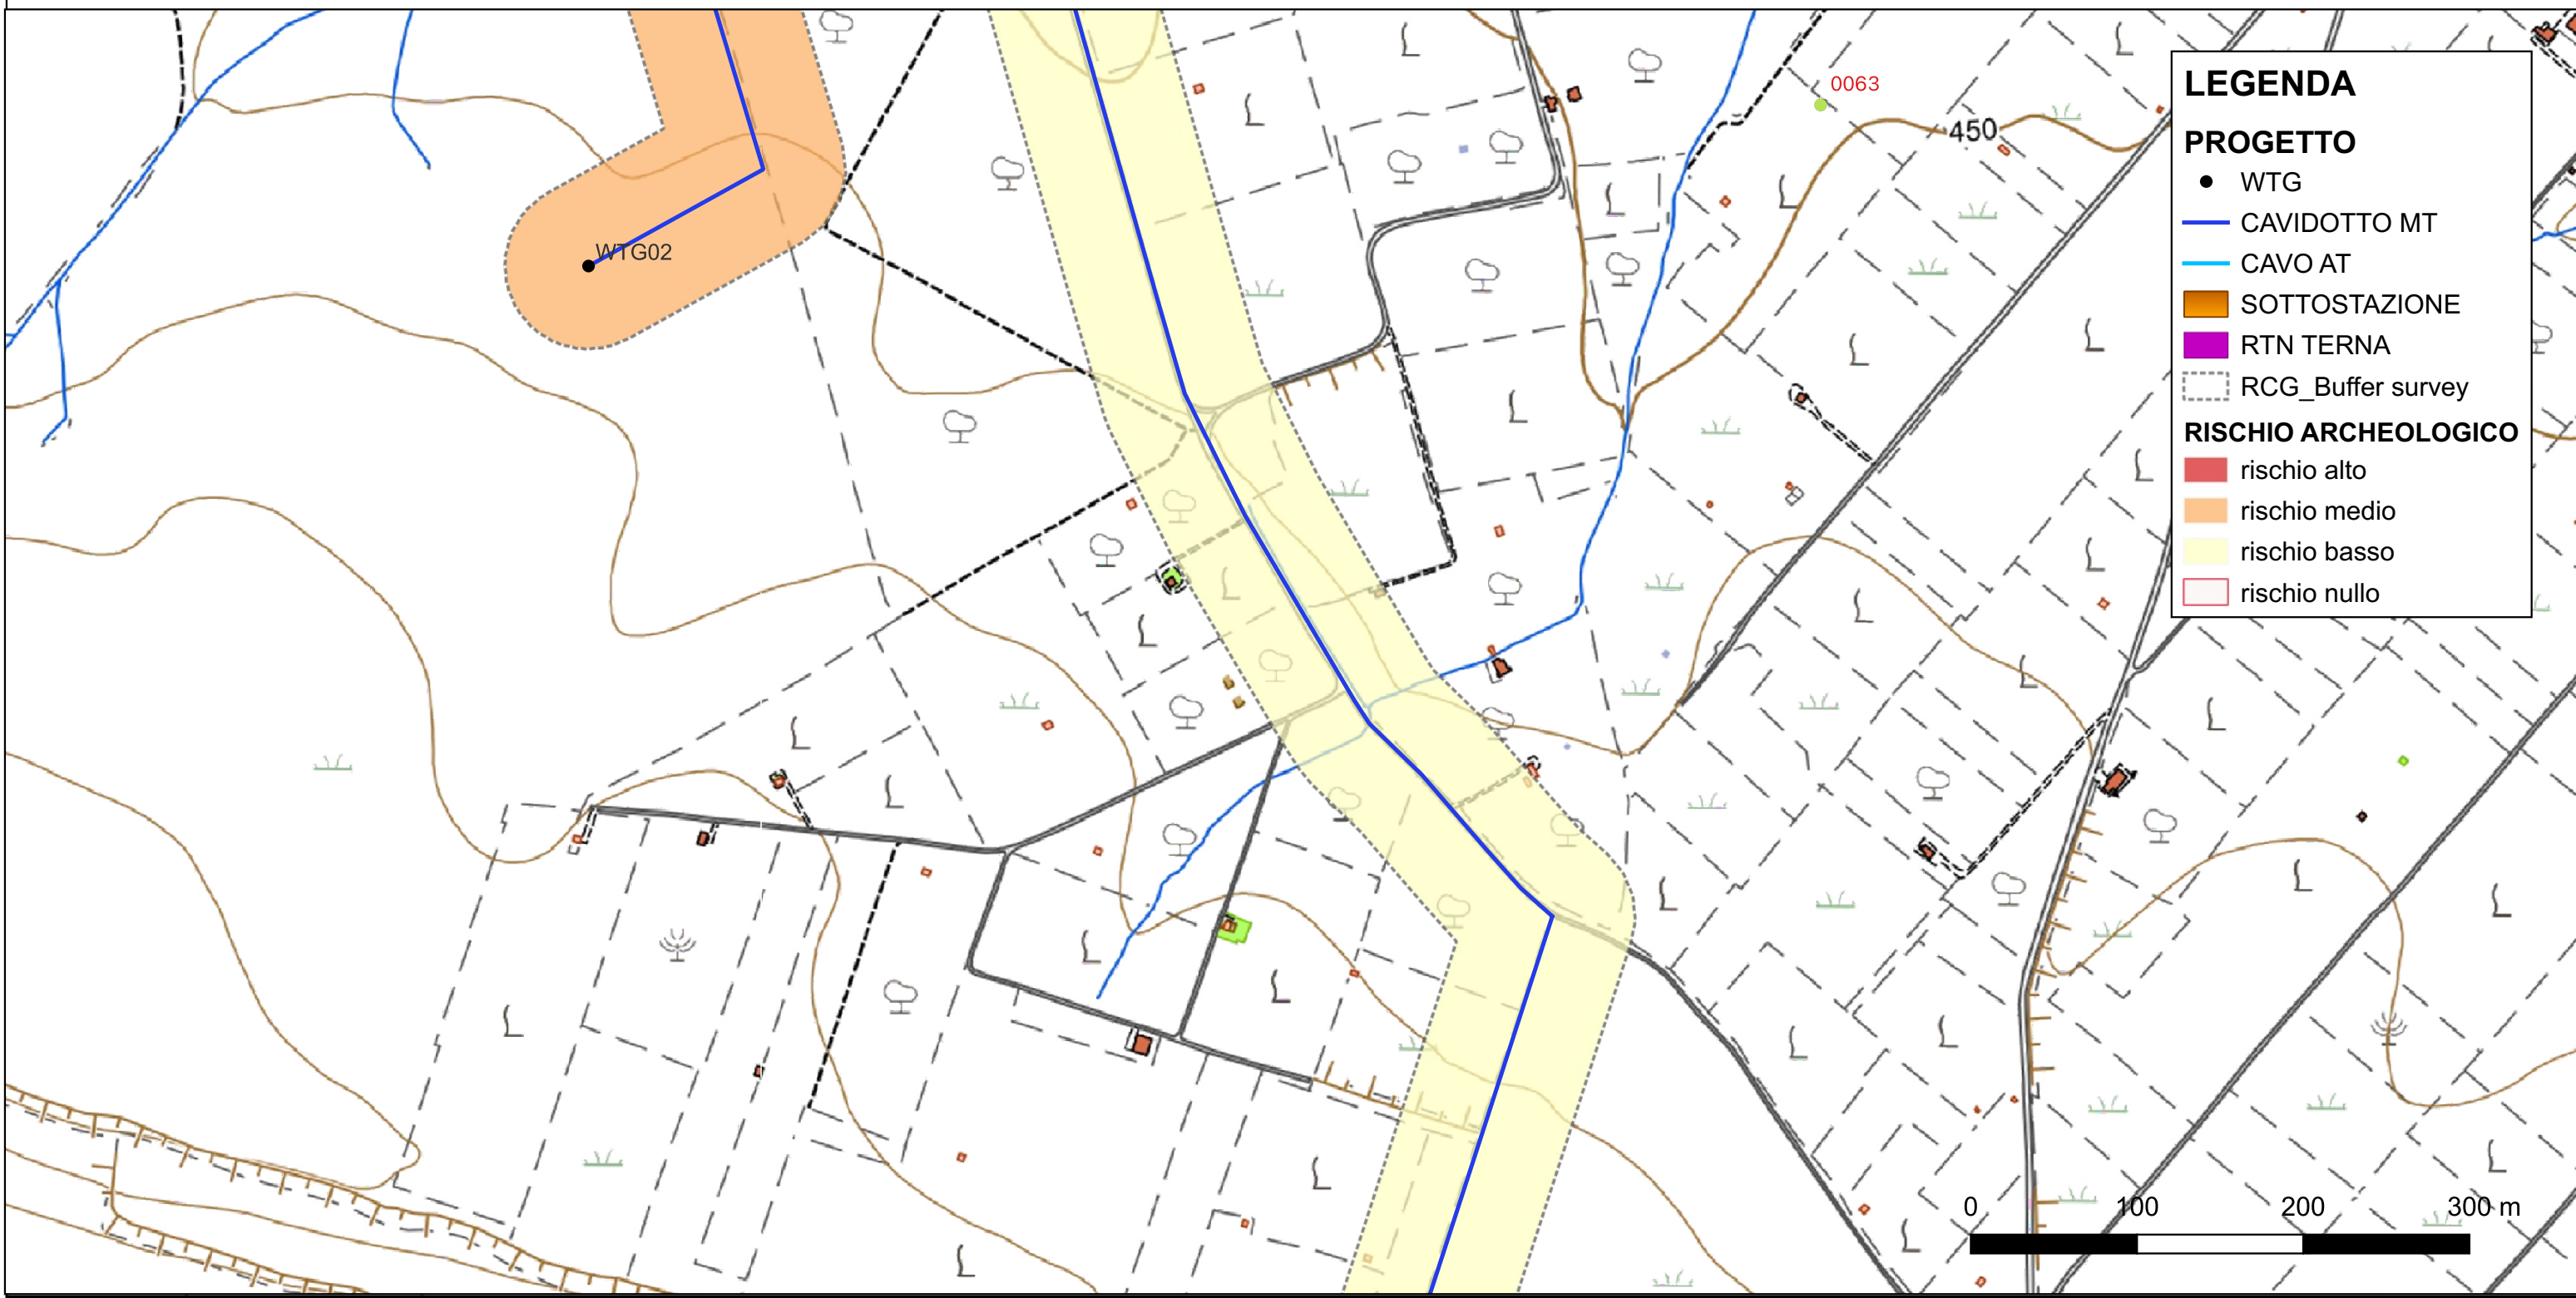 0063
450
WTG02
LEGENDA
PROGETTO
WTG
CAVIDOTTO MT
CAVO AT
SOTTOSTAZIONE
RTN TERNA
RCG_Buffer survey
RISCHIO ARCHEOLOGICO
rischio alto
rischio medio
rischio basso
rischio nullo
0 100 200 300 m